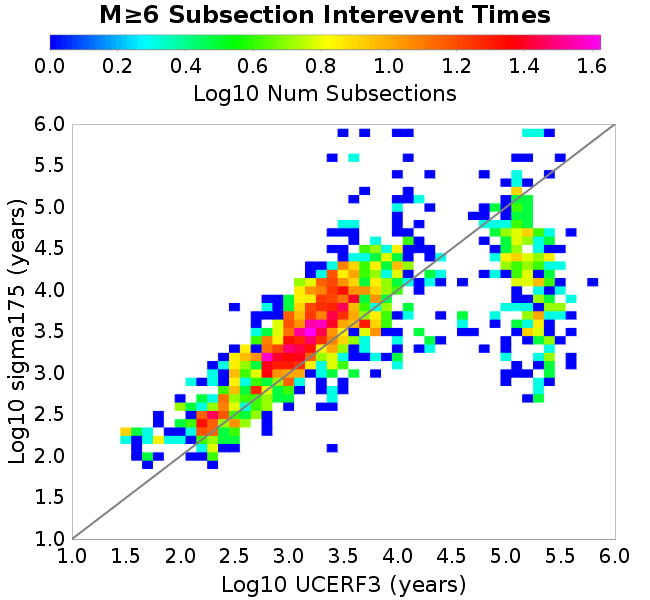 M≥6 Subsection Interevent Times
0.0 0.2 0.4 0.6 0.8 1.0 1.2 1.4 1.6
Log10 Num Subsections
6.0
5.5
5.0
4.5
4.0
3.5
3.0
2.5
2.0
1.5
1.0
Log10 sigma175 (years)
1.0 1.5 2.0 2.5 3.0 3.5 4.0 4.5 5.0 5.5 6.0
Log10 UCERF3 (years)